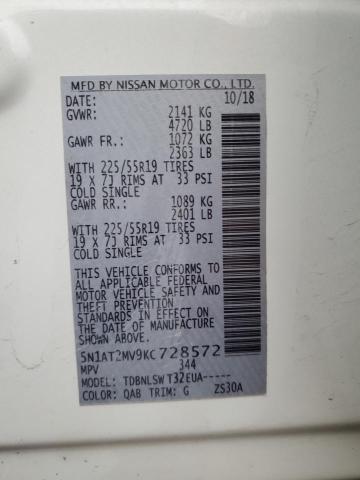 MFD BY NISSAN MOTOR CO., LTD.
DATE: 10/18
GVWR: 2141 KG
4720 LB
GAWR FR.: 1072 KG
2363 LB
WITH 225/55R19 TIRES
19 X 7J RIMS AT 33 PSI
COLD SINGLE
GAWR RR.: 1089 KG
2401 LB
WITH 225/55R19 TIRES
19 X 7J RIMS AT 33 PSI
COLD SINGLE
THIS VEHICLE CONFORMS TO
ALL APPLICABLE FEDERAL
MOTOR VEHICLE SAFETY AND
THEFT PREVENTION
STANDARDS IN EFFECT ON
THE DATE OF MANUFACTURE
SHOWN ABOVE.
5N1AT2MV9KC728572
MPV 344
MODEL: TDBNLSW T32EUA-----
COLOR: QAB TRIM: G ZS30A